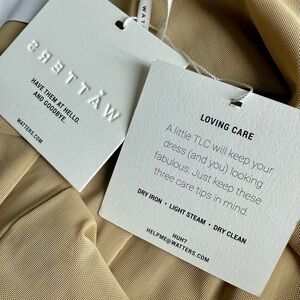 WATTERS
WATTERS
HAVE THEM AT HELLO.
AND GOODBYE.
WATTERS.COM
LOVING CARE
A little TLC will keep your
dress (and you) looking
fabulous. Just keep these
three care tips in mind.
DRY IRON • LIGHT STEAM • DRY CLEAN
HUH?
HELPME@WATTERS.COM